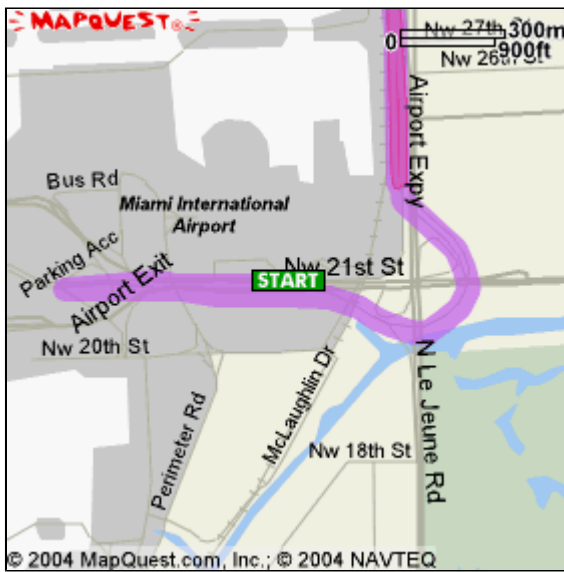 MAPQUEST
Nw 27th
0
300m
900ft
Nw 26th St
Airport Expy
Bus Rd
Miami International
Airport
Parking Acc
Airport Exit
Nw 21st St
START
Nw 20th St
McLaughlin Dr
N Le Jeune Rd
Perimeter Rd
Nw 18th St
© 2004 MapQuest.com, Inc.; © 2004 NAVTEQ